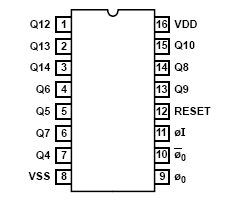 Q12 1 16 VDD
Q13 2 15 Q10
Q14 3 14 Q8
Q6 4 13 Q9
Q5 5 12 RESET
Q7 6 11 øI
Q4 7 10 ø̅0
VSS 8 9 ø0